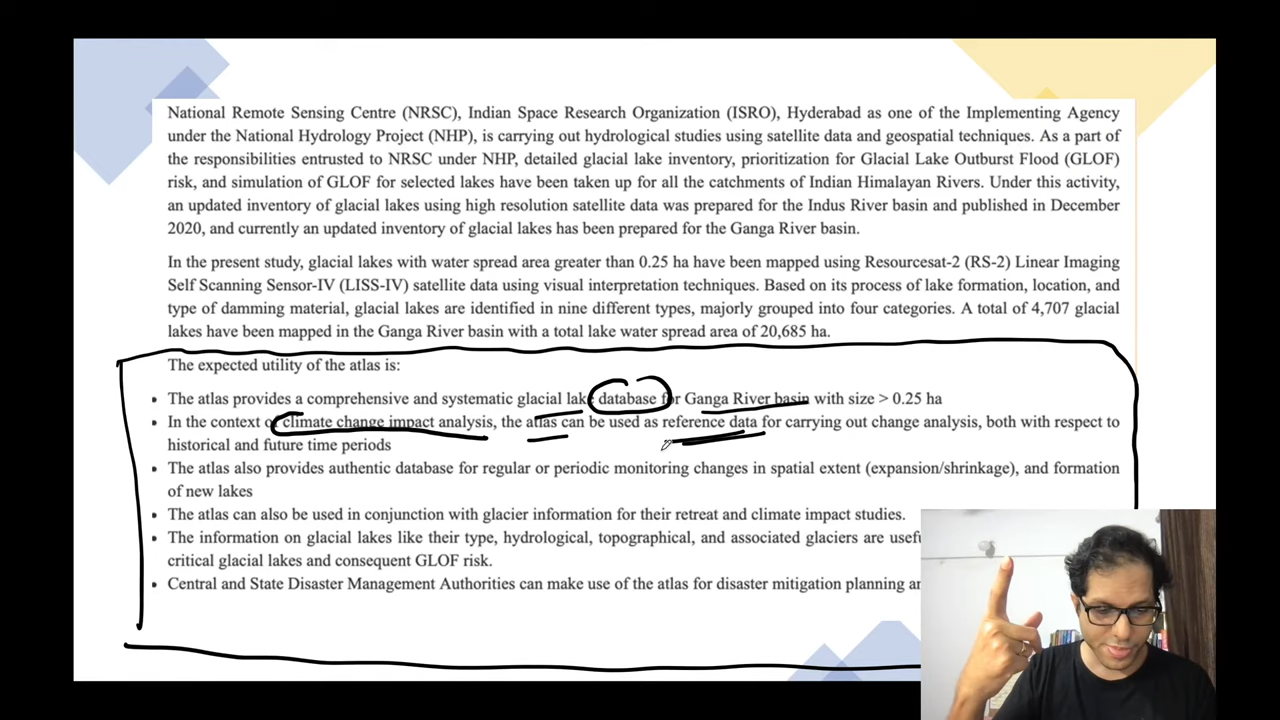 National Remote Sensing Centre (NRSC), Indian Space Research Organization (ISRO), Hyderabad as one of the Implementing Agency
under the National Hydrology Project (NHP), is carrying out hydrological studies using satellite data and geospatial techniques. As a part of
the responsibilities entrusted to NRSC under NHP, detailed glacial lake inventory, prioritization for Glacial Lake Outburst Flood (GLOF)
risk, and simulation of GLOF for selected lakes have been taken up for all the catchments of Indian Himalayan Rivers. Under this activity,
an updated inventory of glacial lakes using high resolution satellite data was prepared for the Indus River basin and published in December
2020, and currently an updated inventory of glacial lakes has been prepared for the Ganga River basin.
In the present study, glacial lakes with water spread area greater than 0.25 ha have been mapped using Resourcesat-2 (RS-2) Linear Imaging
Self Scanning Sensor-IV (LISS-IV) satellite data using visual interpretation techniques. Based on its process of lake formation, location, and
type of damming material, glacial lakes are identified in nine different types, majorly grouped into four categories. A total of 4,707 glacial
lakes have been mapped in the Ganga River basin with a total lake water spread area of 20,685 ha.
The expected utility of the atlas is:
• The atlas provides a comprehensive and systematic glacial lake database for Ganga River basin with size > 0.25 ha
• In the context of climate change impact analysis, the atlas can be used as reference data for carrying out change analysis, both with respect to
historical and future time periods
• The atlas also provides authentic database for regular or periodic monitoring changes in spatial extent (expansion/shrinkage), and formation
of new lakes
• The atlas can also be used in conjunction with glacier information for their retreat and climate impact studies.
• The information on glacial lakes like their type, hydrological, topographical, and associated glaciers are
critical glacial lakes and consequent GLOF risk.
• Central and State Disaster Management Authorities can make use of the atlas for disaster mitigation planning